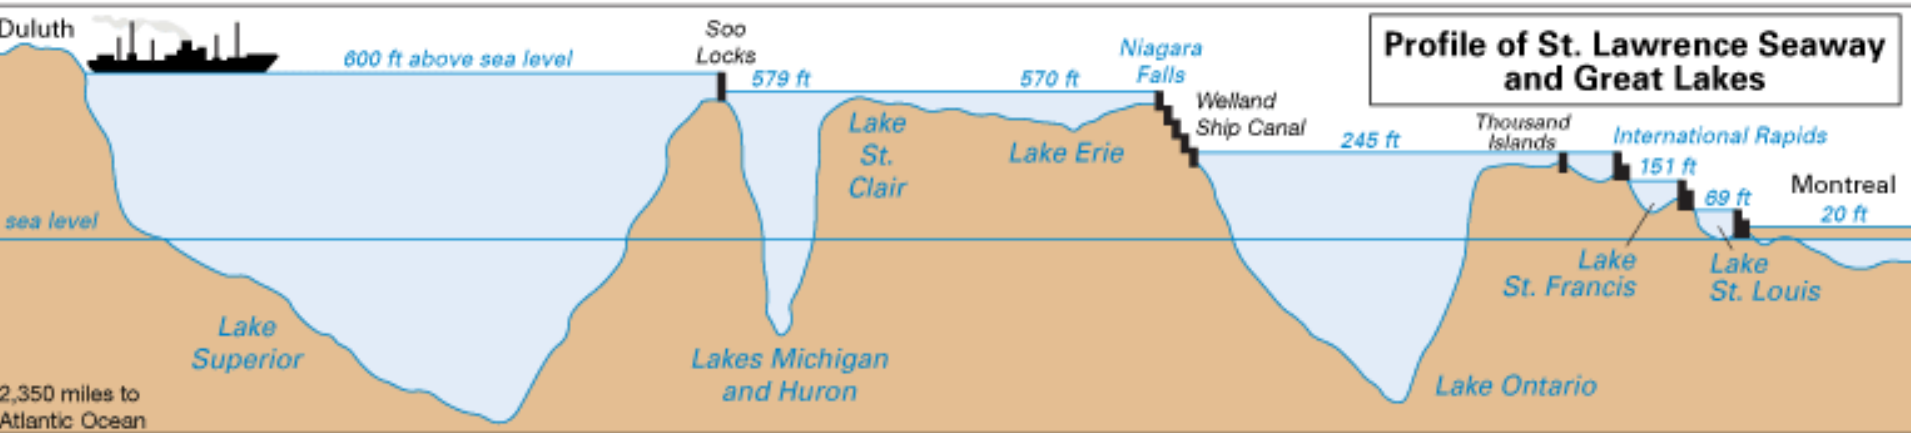 Duluth
600 ft above sea level
Soo
Locks
579 ft
570 ft
Niagara
Falls
Welland
Ship Canal
Profile of St. Lawrence Seaway
and Great Lakes
245 ft
Thousand
Islands
International Rapids
151 ft
69 ft
Montreal
20 ft
sea level
Lake
St.
Clair
Lake Erie
Lake
St. Francis
Lake
St. Louis
Lake
Superior
Lakes Michigan
and Huron
Lake Ontario
2,350 miles to
Atlantic Ocean